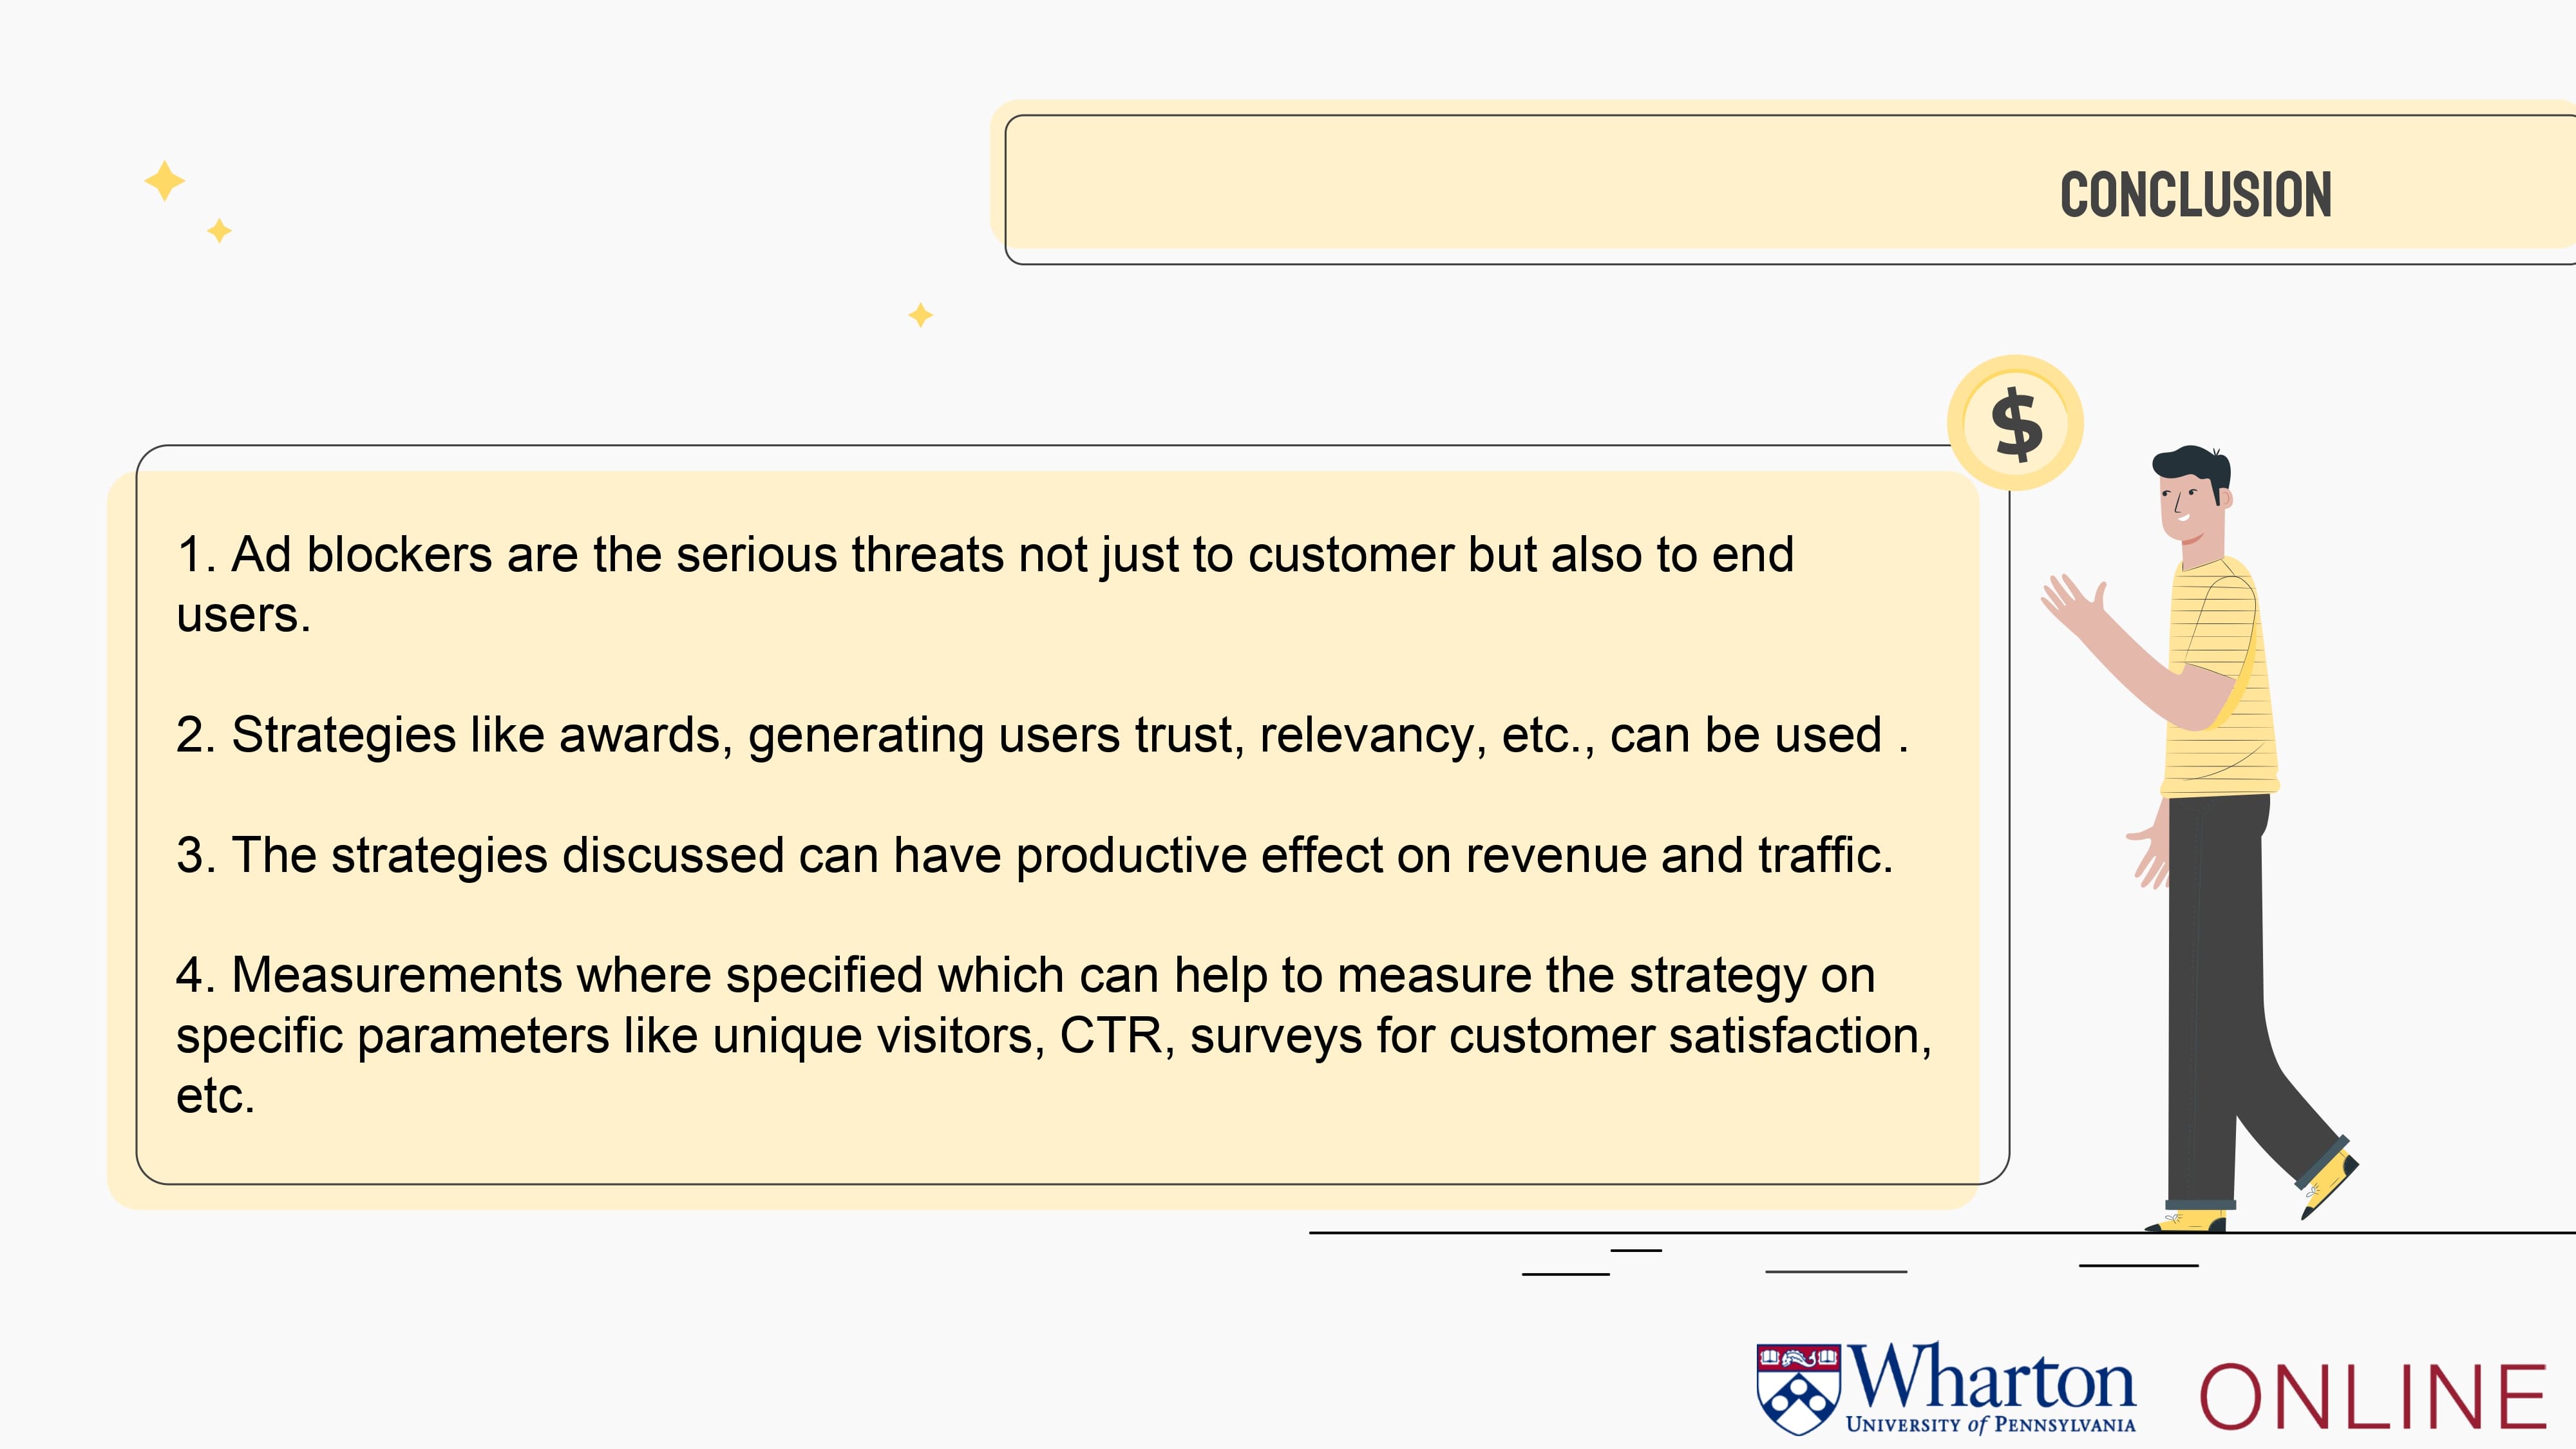 CONCLUSION
$
1. Ad blockers are the serious threats not just to customer but also to end
users.
2. Strategies like awards, generating users trust, relevancy, etc., can be used .
3. The strategies discussed can have productive effect on revenue and traffic.
4. Measurements where specified which can help to measure the strategy on
specific parameters like unique visitors, CTR, surveys for customer satisfaction,
etc.
Wharton ONLINE
UNIVERSITY of PENNSYLVANIA